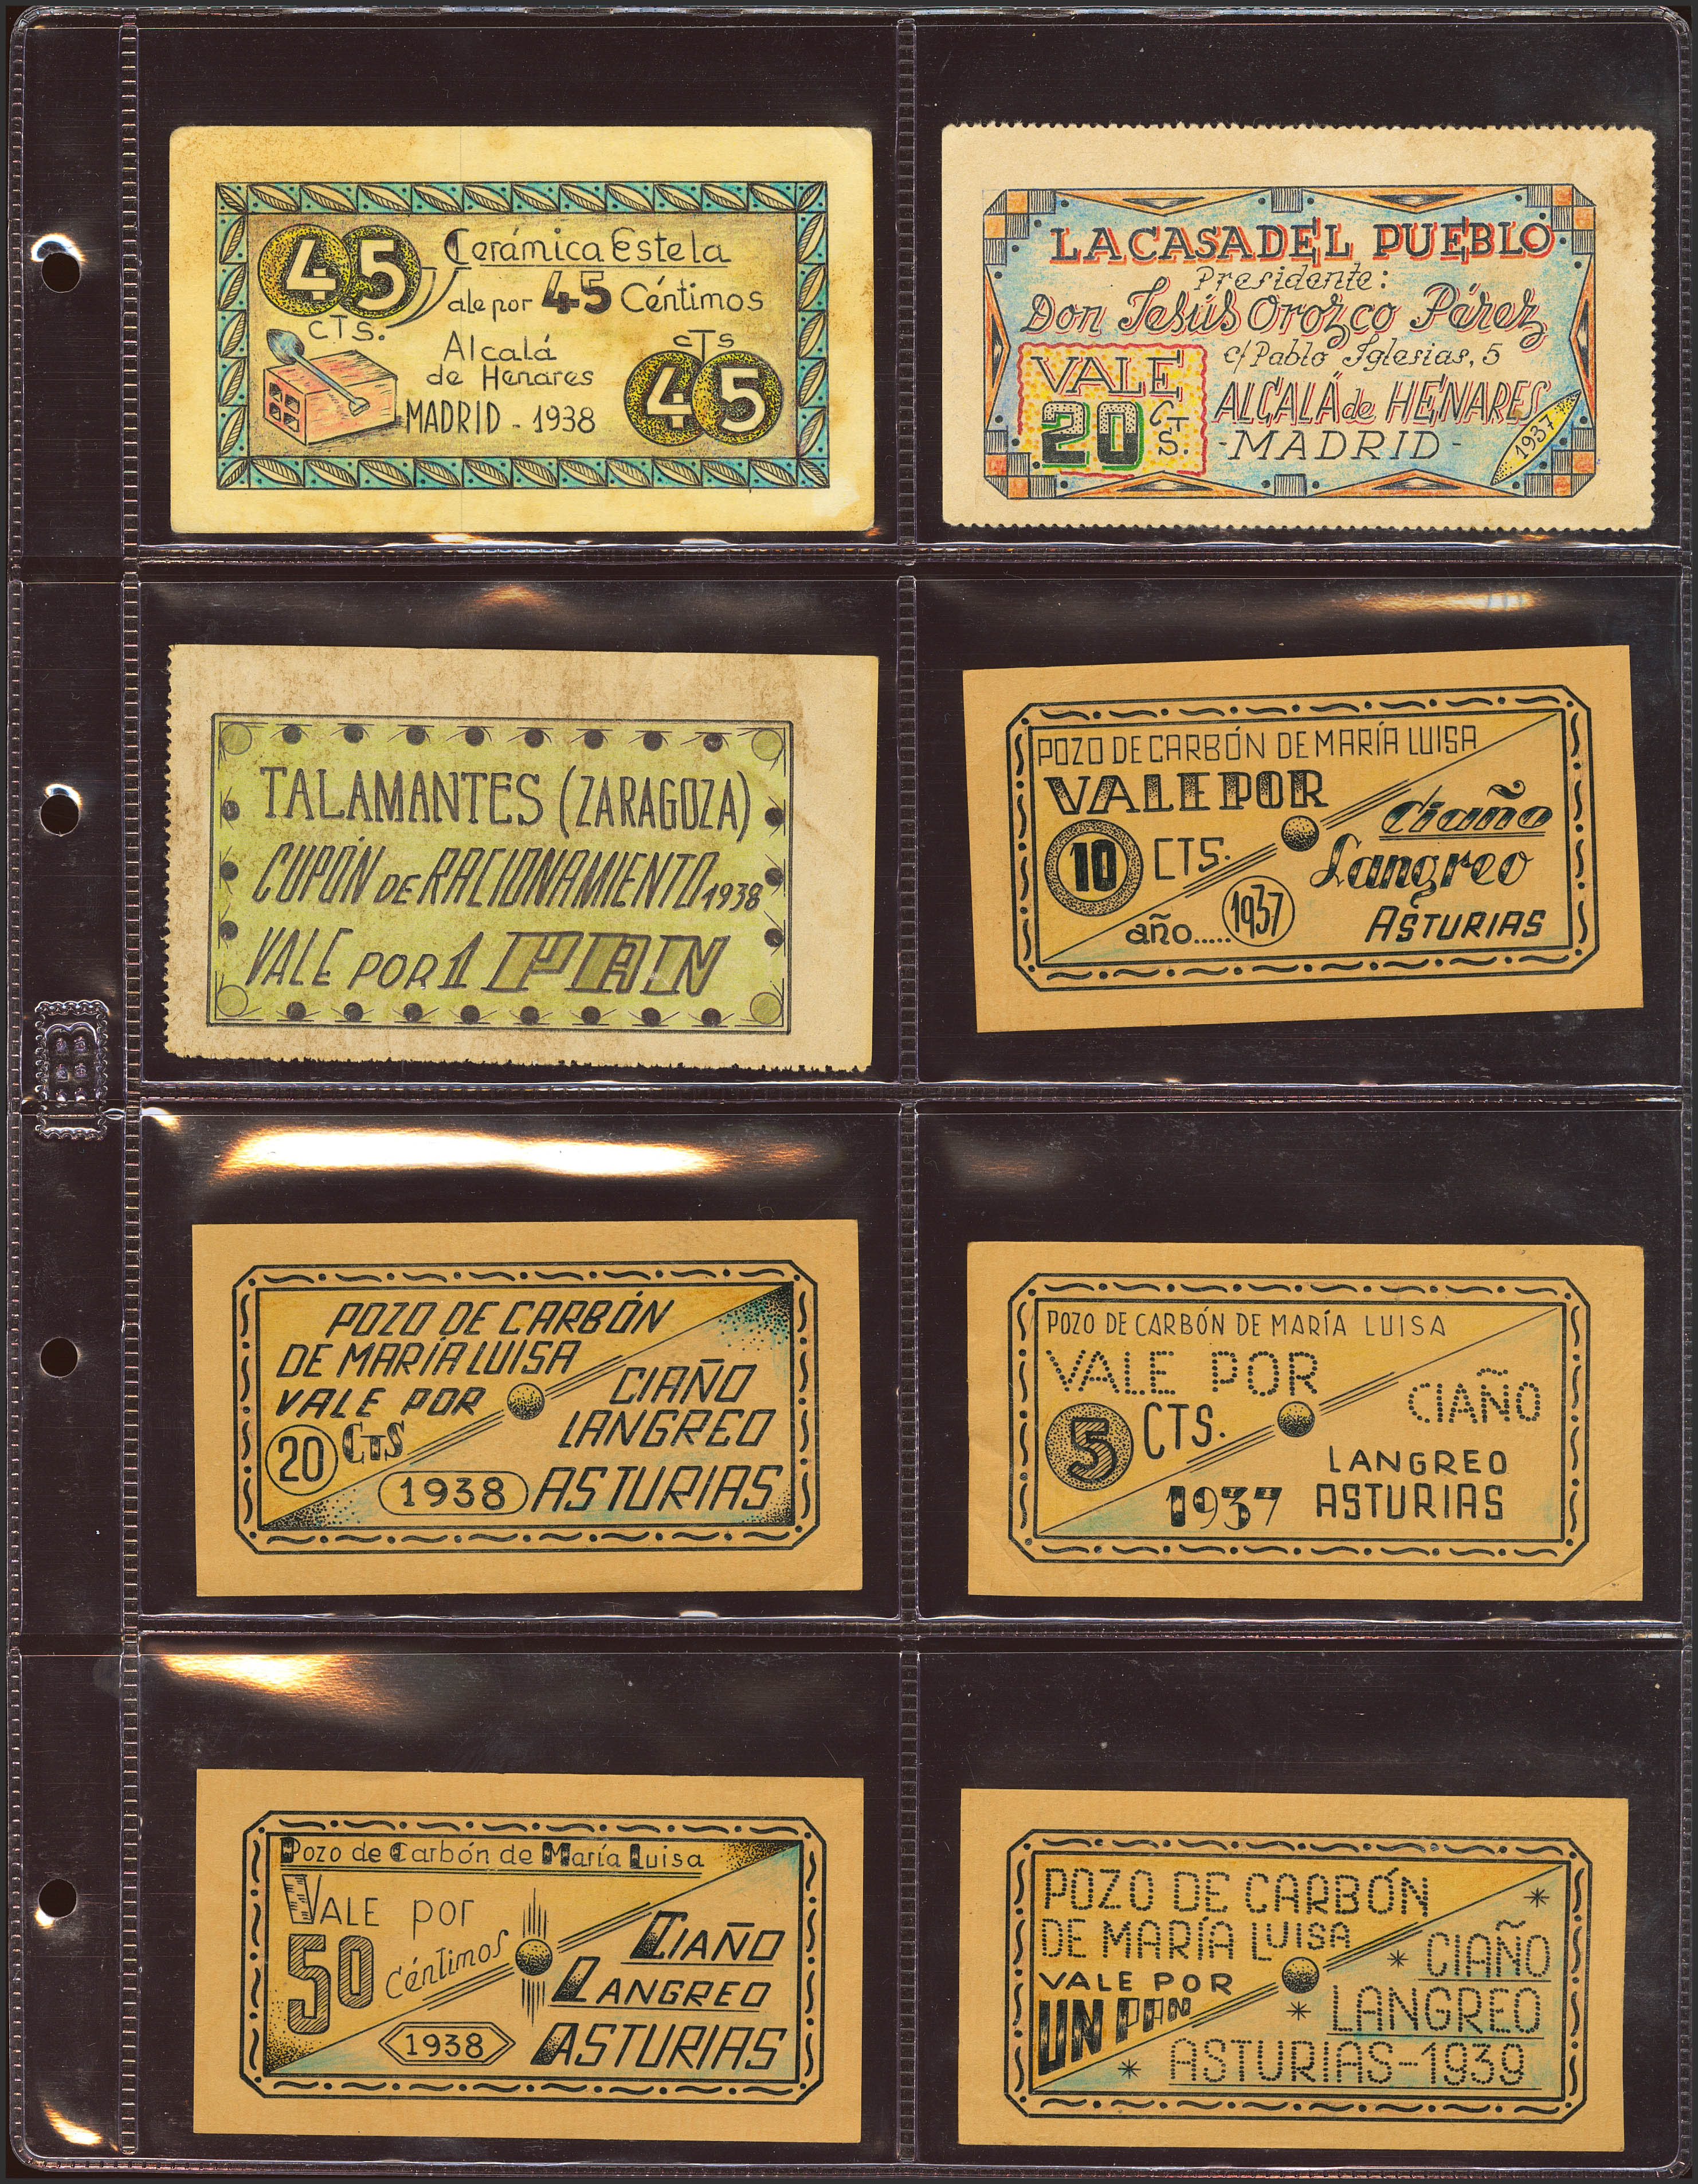 45 CTS.
Cerámica Estela
Vale por 45 Céntimos
Alcalá
de Henares
MADRID - 1938
CTS
45
LA CASA DEL PUEBLO
Presidente:
Don Jesús Orozco Pérez
c/ Pablo Iglesias, 5
VALE
20 CTS.
ALCALÁ de HENARES
-MADRID-
1937
TALAMANTES (ZARAGOZA)
CUPÓN DE RACIONAMIENTO 1938
VALE POR 1 PAN
POZO DE CARBÓN DE MARÍA LUISA
VALE POR
10 CTS.
Ciaño
Langreo
año..... 1937
ASTURIAS
POZO DE CARBÓN
DE MARÍA LUISA
VALE POR
20 CTS
CIAÑO
LANGREO
1938
ASTURIAS
POZO DE CARBÓN DE MARÍA LUISA
VALE POR
5 CTS.
CIAÑO
LANGREO
1937
ASTURIAS
Pozo de Carbón de María Luisa
VALE por
50 céntimos
CIAÑO
LANGREO
1938
ASTURIAS
POZO DE CARBÓN
DE MARÍA LUISA
VALE POR
UN PAN
CIAÑO
LANGREO
ASTURIAS-1939